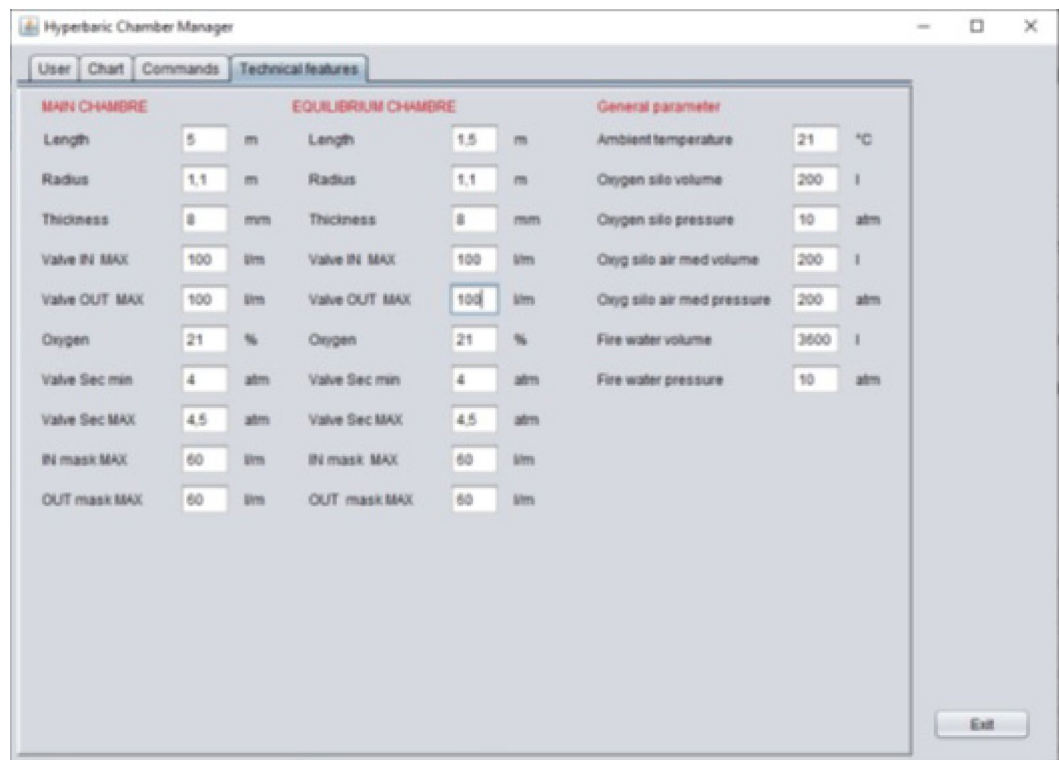 Hyperbaric Chamber Manager
User Chart Commands Technical features
MAIN CHAMBRE EQUILIBRIUM CHAMBRE General parameter
Length 5 m Length 1,5 m Ambient temperature 21 °C
Radius 1,1 m Radius 1,1 m Oxygen silo volume 200 l
Thickness 8 mm Thickness 8 mm Oxygen silo pressure 10 atm
Valve IN MAX 100 l/m Valve IN MAX 100 l/m Oxyg silo air med volume 200 l
Valve OUT MAX 100 l/m Valve OUT MAX 100 l/m Oxyg silo air med pressure 200 atm
Oxygen 21 % Oxygen 21 % Fire water volume 3600 l
Valve Sec min 4 atm Valve Sec min 4 atm Fire water pressure 10 atm
Valve Sec MAX 4,5 atm Valve Sec MAX 4,5 atm
IN mask MAX 60 l/m IN mask MAX 60 l/m
OUT mask MAX 60 l/m OUT mask MAX 60 l/m
Exit